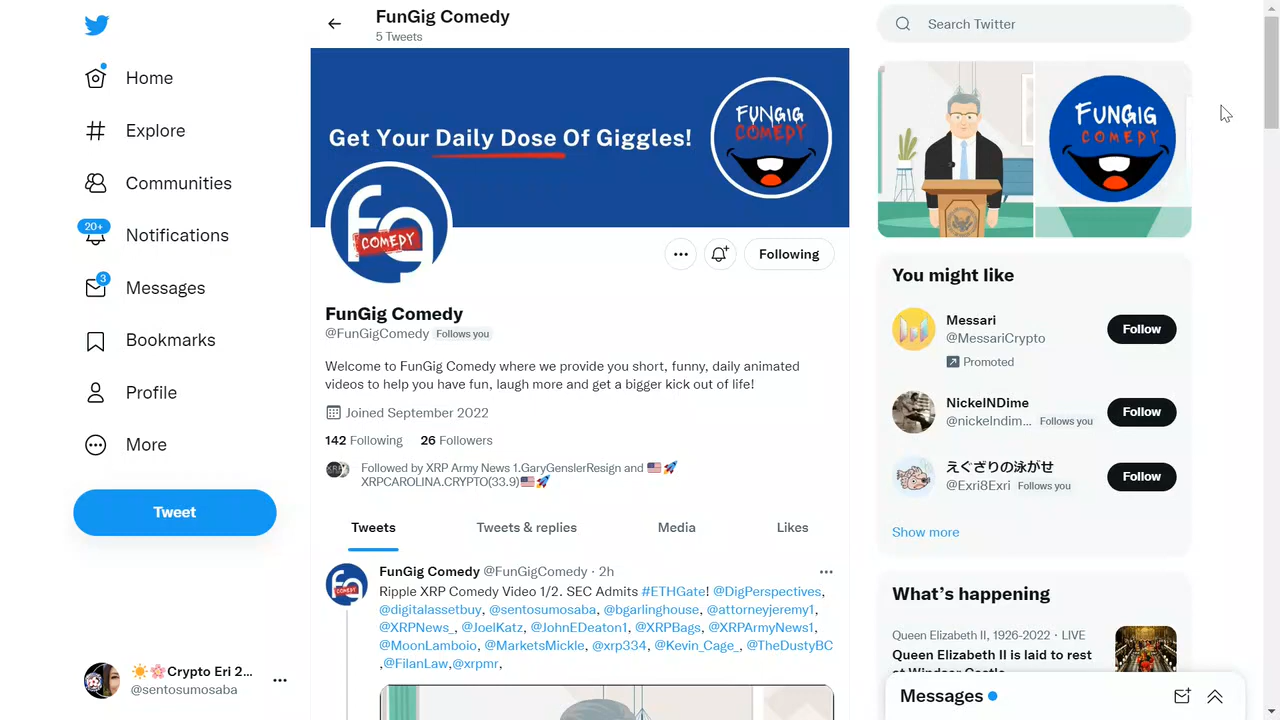 FunGig Comedy
5 Tweets
Search Twitter
Home
Explore
Communities
20+
Notifications
3
Messages
Bookmarks
Profile
More
Tweet
Get Your Daily Dose Of Giggles!
FUNGIG
COMEDY
COMEDY
FUNGIG
COMEDY
Following
FunGig Comedy
@FunGigComedy Follows you
Welcome to FunGig Comedy where we provide you short, funny, daily animated
videos to help you have fun, laugh more and get a bigger kick out of life!
Joined September 2022
142 Following 26 Followers
Followed by XRP Army News 1.GaryGenslerResign and 🇺🇸🚀
XRPCAROLINA.CRYPTO(33.9)🇺🇸🚀
Tweets Tweets & replies Media Likes
FunGig Comedy @FunGigComedy · 2h
Ripple XRP Comedy Video 1/2. SEC Admits #ETHGate! @DigPerspectives,
@digitalassetbuy, @sentosumosaba, @bgarlinghouse, @attorneyjeremy1,
@XRPNews_, @JoelKatz, @JohnEDeaton1, @XRPBags, @XRPArmyNews1,
@MoonLamboio, @MarketsMickle, @xrp334, @Kevin_Cage_, @TheDustyBC
,@FilanLaw,@xrpmr,
You might like
Messari
@MessariCrypto
Promoted
Follow
NickelNDime
@nickelndim... Follows you
Follow
えぐざりの泳がせ
@Exri8Exri Follows you
Follow
Show more
What's happening
Queen Elizabeth II, 1926-2022 · LIVE
Queen Elizabeth II is laid to rest
at Windsor Castle
☀️🌸Crypto Eri 2...
@sentosumosaba
Messages